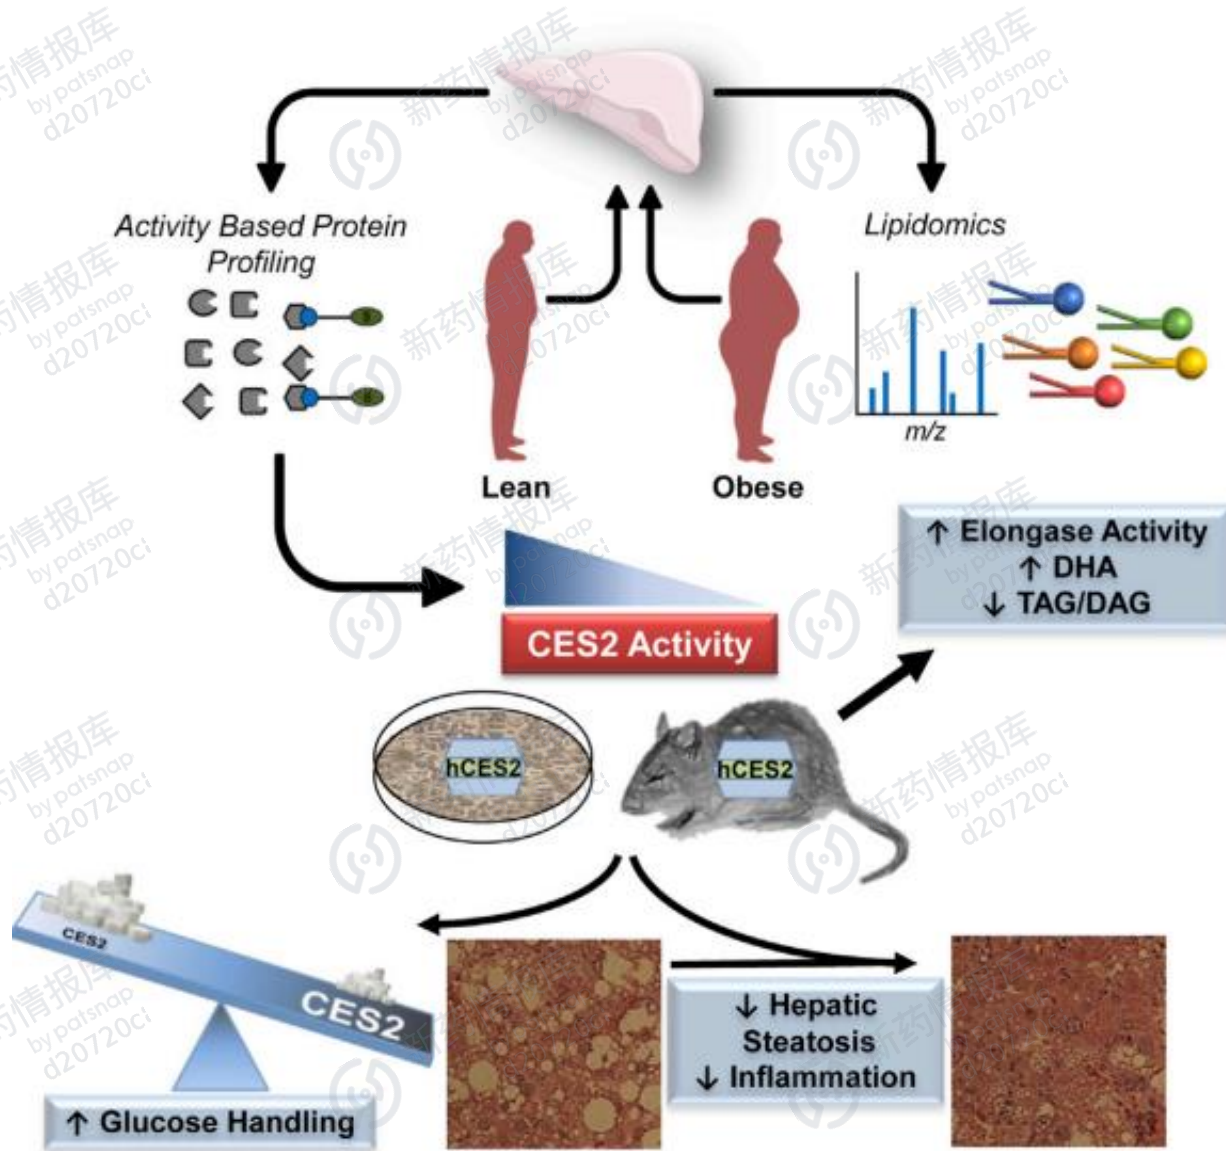 Activity Based Protein
Profiling
Lipidomics
m/z
Lean
Obese
↑ Elongase Activity
↑ DHA
↓ TAG/DAG
CES2 Activity
hCES2
hCES2
CES2
CES2
↑ Glucose Handling
↓ Hepatic
Steatosis
↓ Inflammation
新药情报库
by patsnap
d20720ci